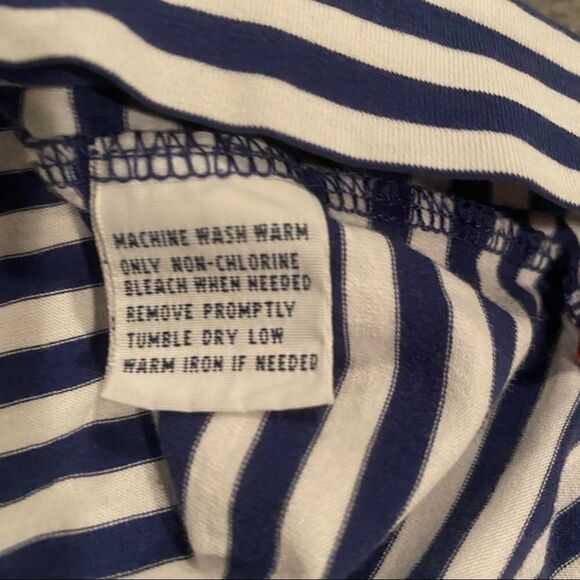 MACHINE WASH WARM
ONLY NON-CHLORINE
BLEACH WHEN NEEDED
REMOVE PROMPTLY
TUMBLE DRY LOW
WARM IRON IF NEEDED